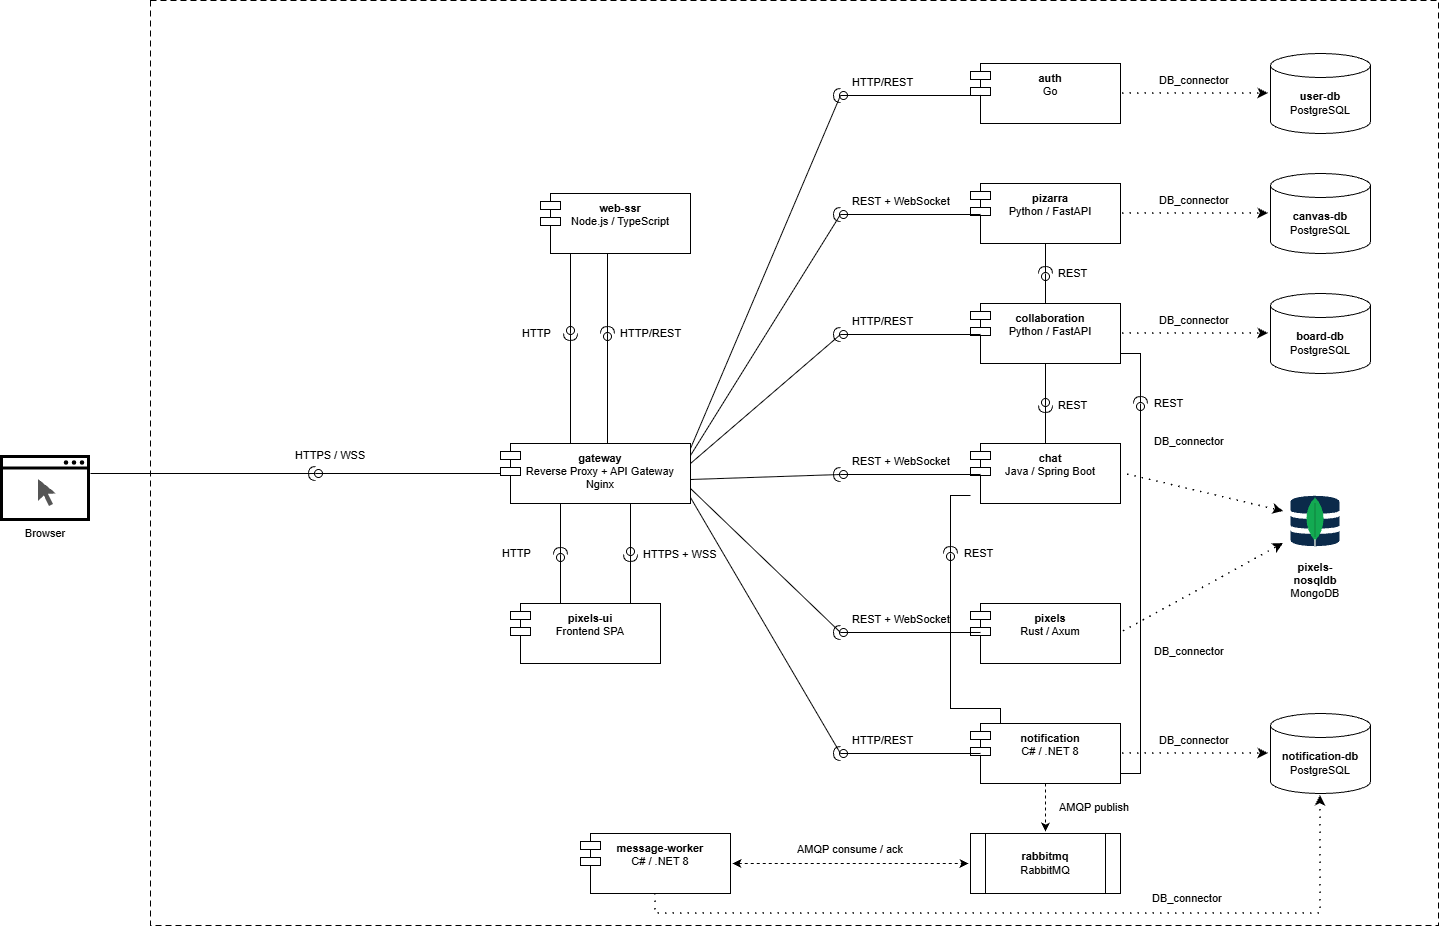 HTTP/REST
auth
Go
DB_connector
user-db
PostgreSQL
web-ssr
Node.js / TypeScript
REST + WebSocket
pizarra
Python / FastAPI
DB_connector
canvas-db
PostgreSQL
REST
HTTP
HTTP/REST
HTTP/REST
collaboration
Python / FastAPI
DB_connector
board-db
PostgreSQL
REST
REST
HTTPS / WSS
gateway
Reverse Proxy + API Gateway
Nginx
REST + WebSocket
chat
Java / Spring Boot
DB_connector
Browser
HTTP
HTTPS + WSS
REST
pixels-
nosqldb
MongoDB
pixels-ui
Frontend SPA
REST + WebSocket
pixels
Rust / Axum
DB_connector
HTTP/REST
notification
C# / .NET 8
DB_connector
notification-db
PostgreSQL
AMQP publish
message-worker
C# / .NET 8
AMQP consume / ack
rabbitmq
RabbitMQ
DB_connector